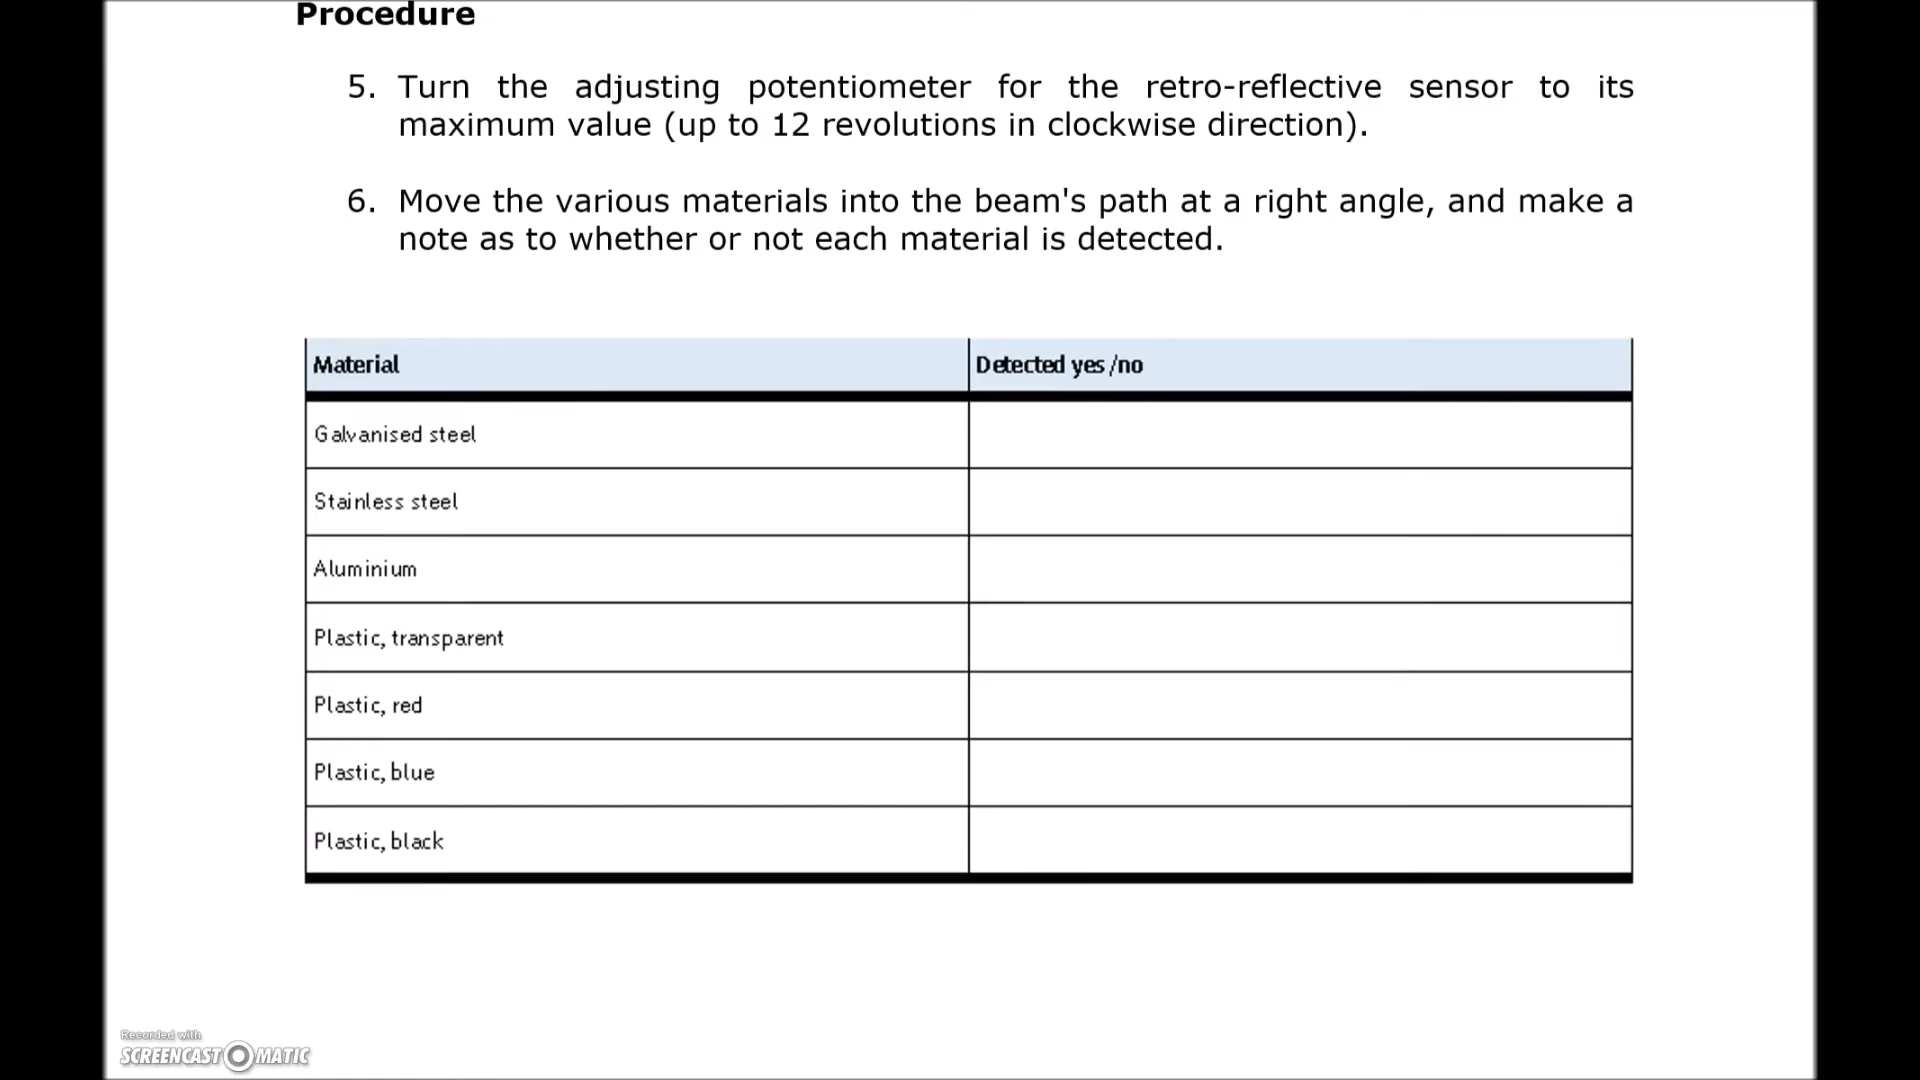 Procedure
5. Turn the adjusting potentiometer for the retro-reflective sensor to its
maximum value (up to 12 revolutions in clockwise direction).
6. Move the various materials into the beam's path at a right angle, and make a
note as to whether or not each material is detected.
Material Detected yes /no
Galvanised steel
Stainless steel
Aluminium
Plastic, transparent
Plastic, red
Plastic, blue
Plastic, black
Recorded with
SCREENCAST MATIC